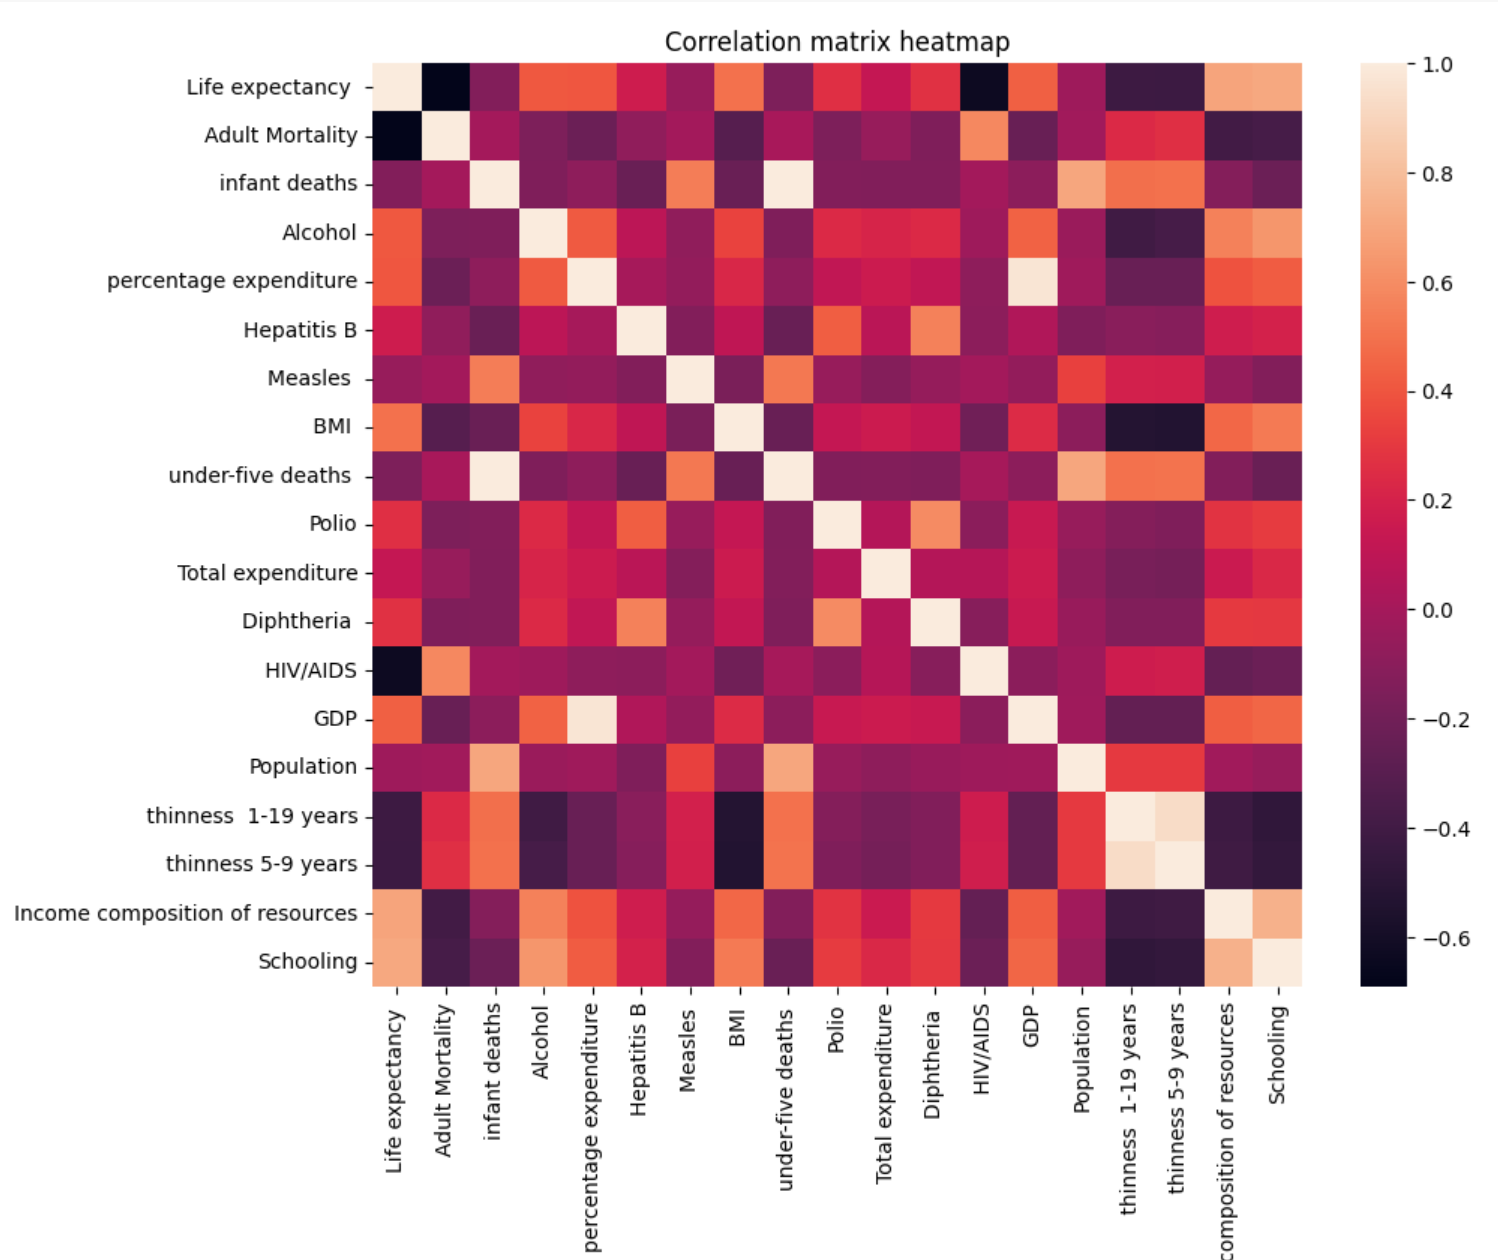 Correlation matrix heatmap
Life expectancy
Adult Mortality
infant deaths
Alcohol
percentage expenditure
Hepatitis B
Measles
BMI
under-five deaths
Polio
Total expenditure
Diphtheria
HIV/AIDS
GDP
Population
thinness  1-19 years
thinness 5-9 years
Income composition of resources
Schooling
Life expectancy
Adult Mortality
infant deaths
Alcohol
percentage expenditure
Hepatitis B
Measles
BMI
under-five deaths
Polio
Total expenditure
Diphtheria
HIV/AIDS
GDP
Population
thinness  1-19 years
thinness 5-9 years
composition of resources
Schooling
1.0
0.8
0.6
0.4
0.2
0.0
−0.2
−0.4
−0.6